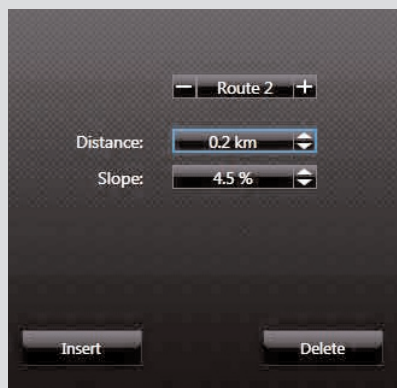 − Route 2 +
Distance: 0.2 km
Slope: 4.5 %
Insert Delete